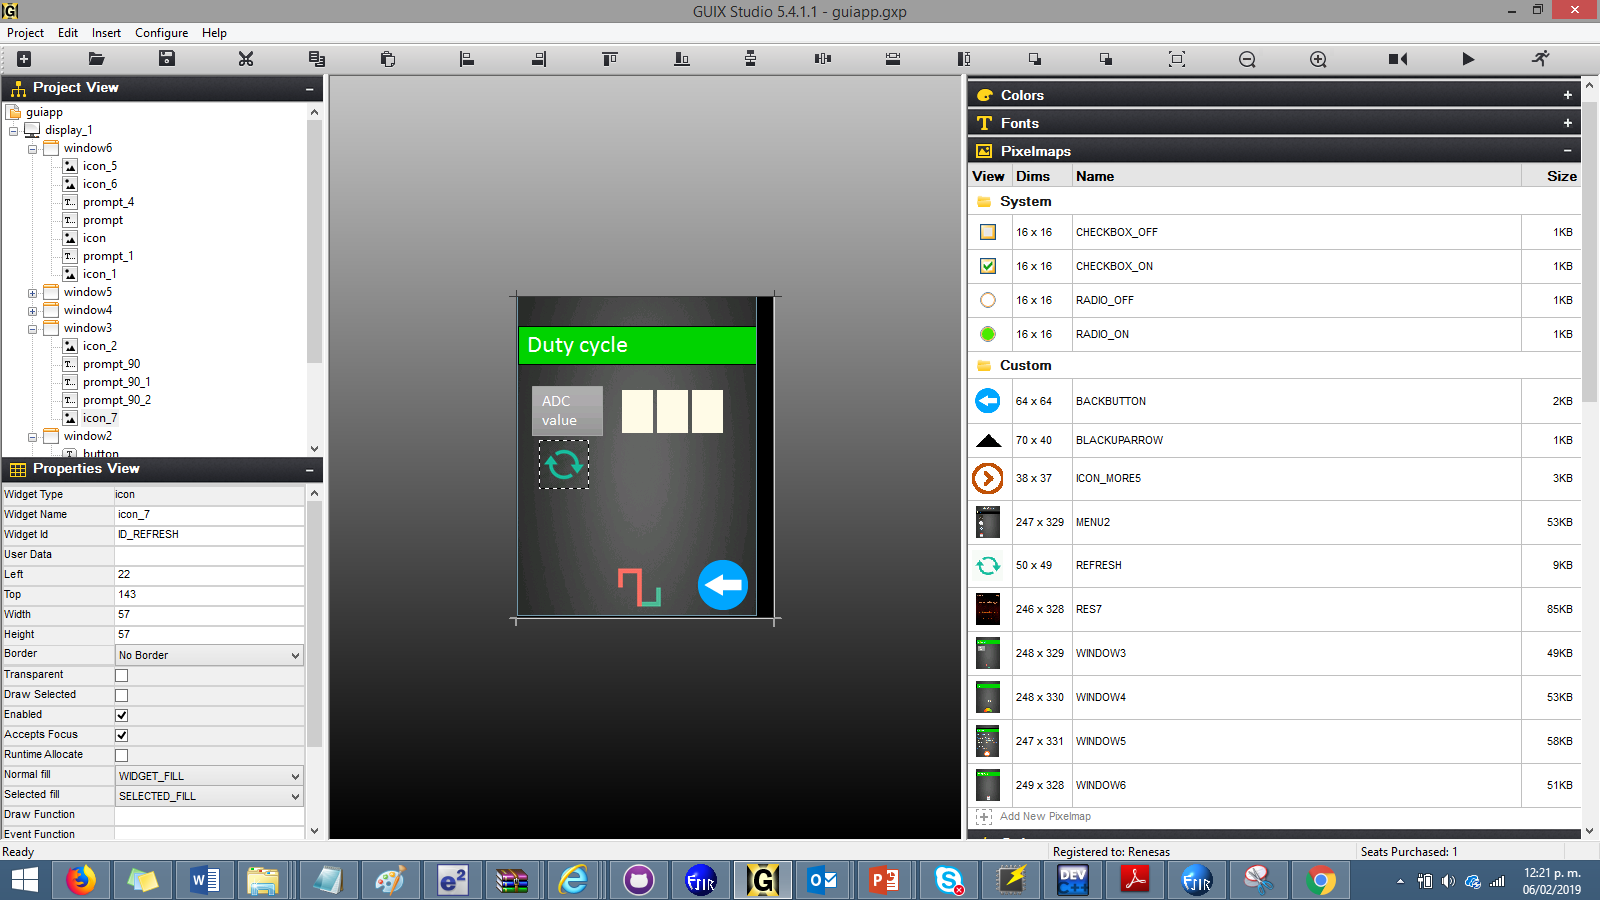 GUIX Studio 5.4.1.1 - guiapp.gxp
Project Edit Insert Configure Help
Project View
guiapp
display_1
window6
icon_5
icon_6
prompt_4
prompt
icon
prompt_1
icon_1
window5
window4
window3
icon_2
prompt_90
prompt_90_1
prompt_90_2
icon_7
window2
button
Properties View
Widget Type icon
Widget Name icon_7
Widget Id ID_REFRESH
User Data
Left 22
Top 143
Width 57
Height 57
Border No Border
Transparent
Draw Selected
Enabled
Accepts Focus
Runtime Allocate
Normal fill WIDGET_FILL
Selected fill SELECTED_FILL
Draw Function
Event Function
Duty cycle
ADC
value
Colors
Fonts
Pixelmaps
View Dims Name Size
System
16 x 16 CHECKBOX_OFF 1KB
16 x 16 CHECKBOX_ON 1KB
16 x 16 RADIO_OFF 1KB
16 x 16 RADIO_ON 1KB
Custom
64 x 64 BACKBUTTON 2KB
70 x 40 BLACKUPARROW 1KB
38 x 37 ICON_MORE5 3KB
247 x 329 MENU2 53KB
50 x 49 REFRESH 9KB
246 x 328 RES7 85KB
248 x 329 WINDOW3 49KB
248 x 330 WINDOW4 53KB
247 x 331 WINDOW5 58KB
249 x 328 WINDOW6 51KB
Add New Pixelmap
Ready
Registered to: Renesas
Seats Purchased: 1
12:21 p. m.
06/02/2019